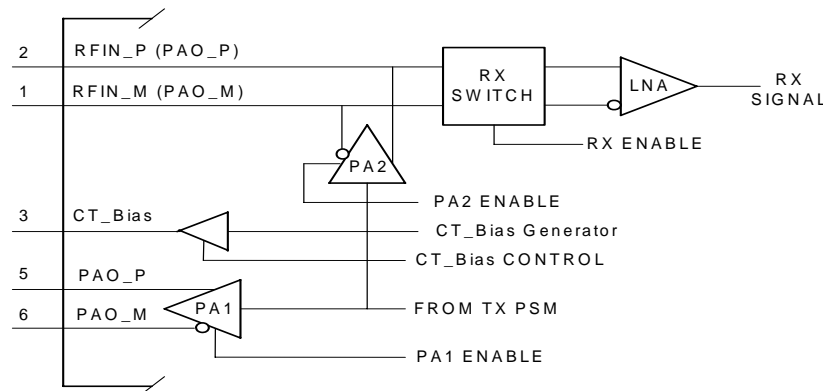 2 RFIN_P (PAO_P)
1 RFIN_M (PAO_M)
RX
SWITCH
LNA
RX
SIGNAL
RX ENABLE
PA2
PA2 ENABLE
3 CT_Bias
CT_Bias Generator
CT_Bias CONTROL
5 PAO_P
6 PAO_M
PA1
FROM TX PSM
PA1 ENABLE